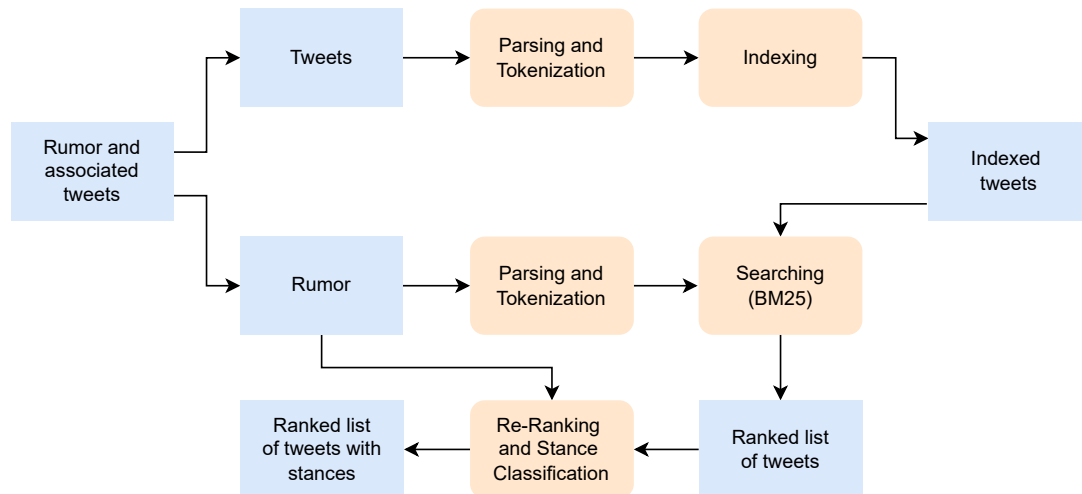 Tweets
Parsing and
Tokenization
Indexing
Rumor and
associated
tweets
Indexed
tweets
Rumor
Parsing and
Tokenization
Searching
(BM25)
Ranked list
of tweets with
stances
Re-Ranking
and Stance
Classification
Ranked list
of tweets